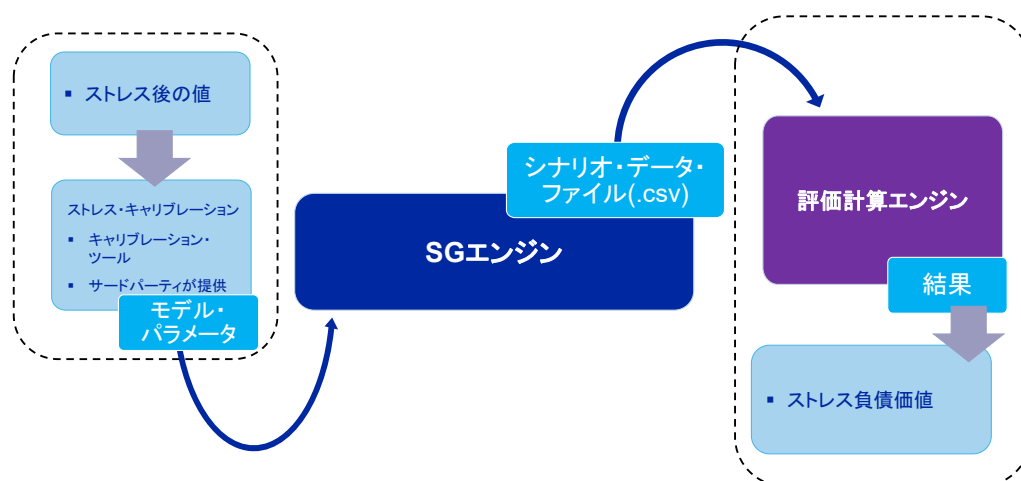 ▪ ストレス後の値
ストレス・キャリブレーション
▪ キャリブレーション・
ツール
▪ サードパーティが提供
モデル・
パラメータ
SGエンジン
シナリオ・データ・
ファイル(.csv)
評価計算エンジン
結果
▪ ストレス負債価値